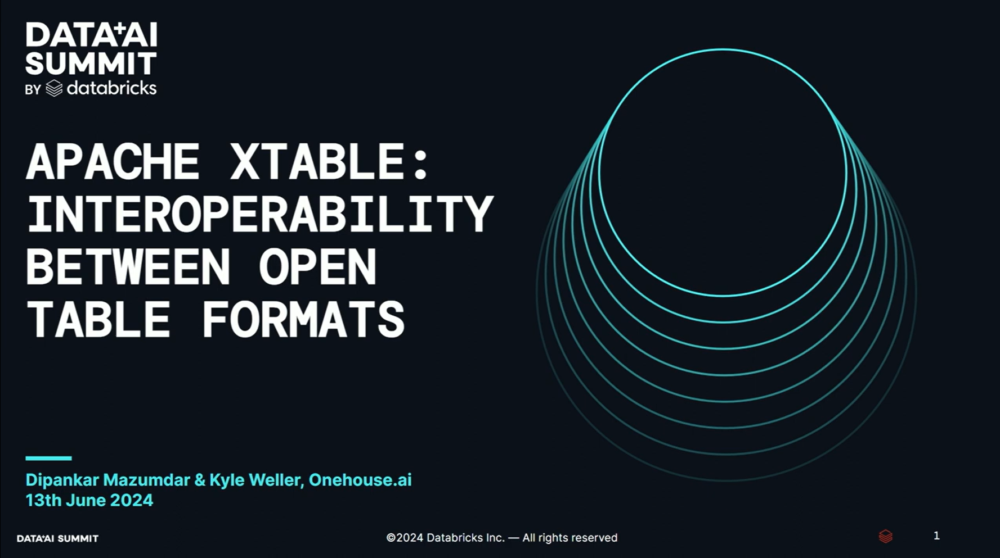 DATA+AI
SUMMIT
BY databricks
APACHE XTABLE:
INTEROPERABILITY
BETWEEN OPEN
TABLE FORMATS
Dipankar Mazumdar & Kyle Weller, Onehouse.ai
13th June 2024
DATA+AI SUMMIT
©2024 Databricks Inc. — All rights reserved
1